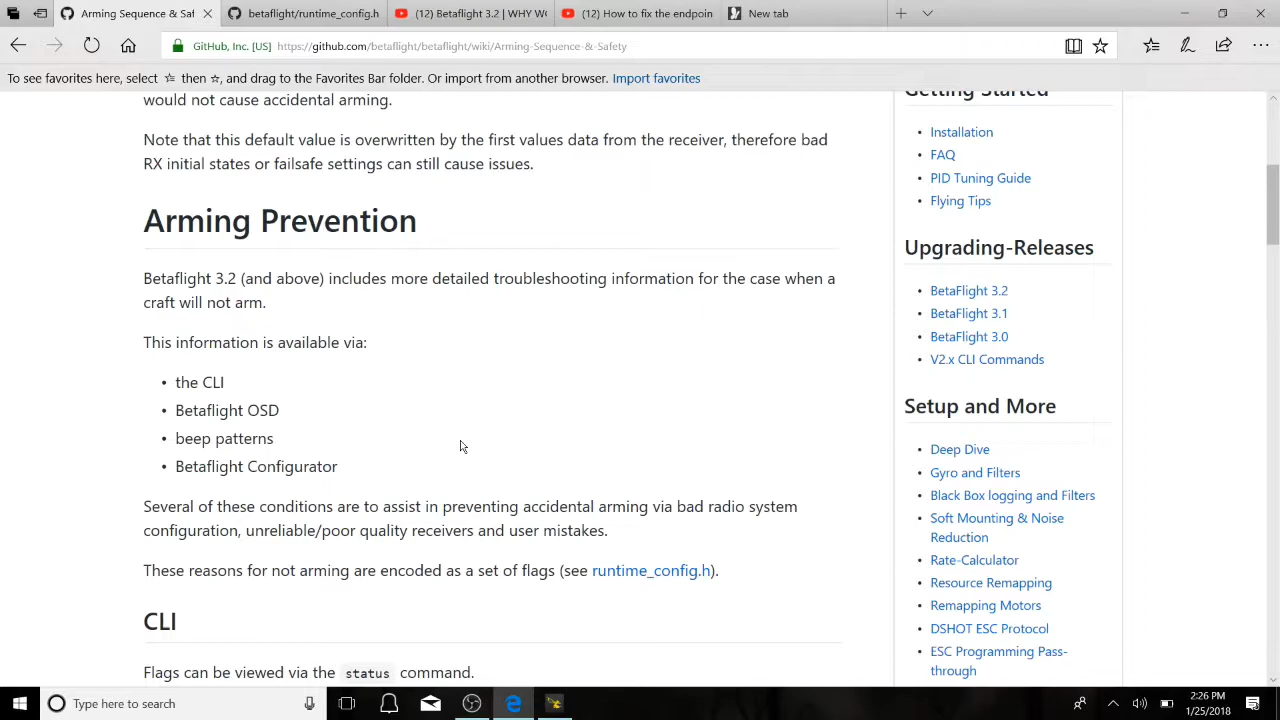 Arming Sequence & Saf
betaflight/runtime_config.h
(12) Betaflight 3.2 | WHY W
(12) How to fix the endpoin
New tab
GitHub, Inc. [US] https://github.com/betaflight/betaflight/wiki/Arming-Sequence-&-Safety
To see favorites here, select then, and drag to the Favorites Bar folder. Or import from another browser. Import favorites
would not cause accidental arming.
Note that this default value is overwritten by the first values data from the receiver, therefore bad
RX initial states or failsafe settings can still cause issues.
Arming Prevention
Betaflight 3.2 (and above) includes more detailed troubleshooting information for the case when a
craft will not arm.
This information is available via:
• the CLI
• Betaflight OSD
• beep patterns
• Betaflight Configurator
Several of these conditions are to assist in preventing accidental arming via bad radio system
configuration, unreliable/poor quality receivers and user mistakes.
These reasons for not arming are encoded as a set of flags (see runtime_config.h).
CLI
Flags can be viewed via the status command.
Getting Started
• Installation
• FAQ
• PID Tuning Guide
• Flying Tips
Upgrading-Releases
• BetaFlight 3.2
• BetaFlight 3.1
• BetaFlight 3.0
• V2.x CLI Commands
Setup and More
• Deep Dive
• Gyro and Filters
• Black Box logging and Filters
• Soft Mounting & Noise
Reduction
• Rate-Calculator
• Resource Remapping
• Remapping Motors
• DSHOT ESC Protocol
• ESC Programming Pass-
through
Type here to search
2:26 PM
1/25/2018